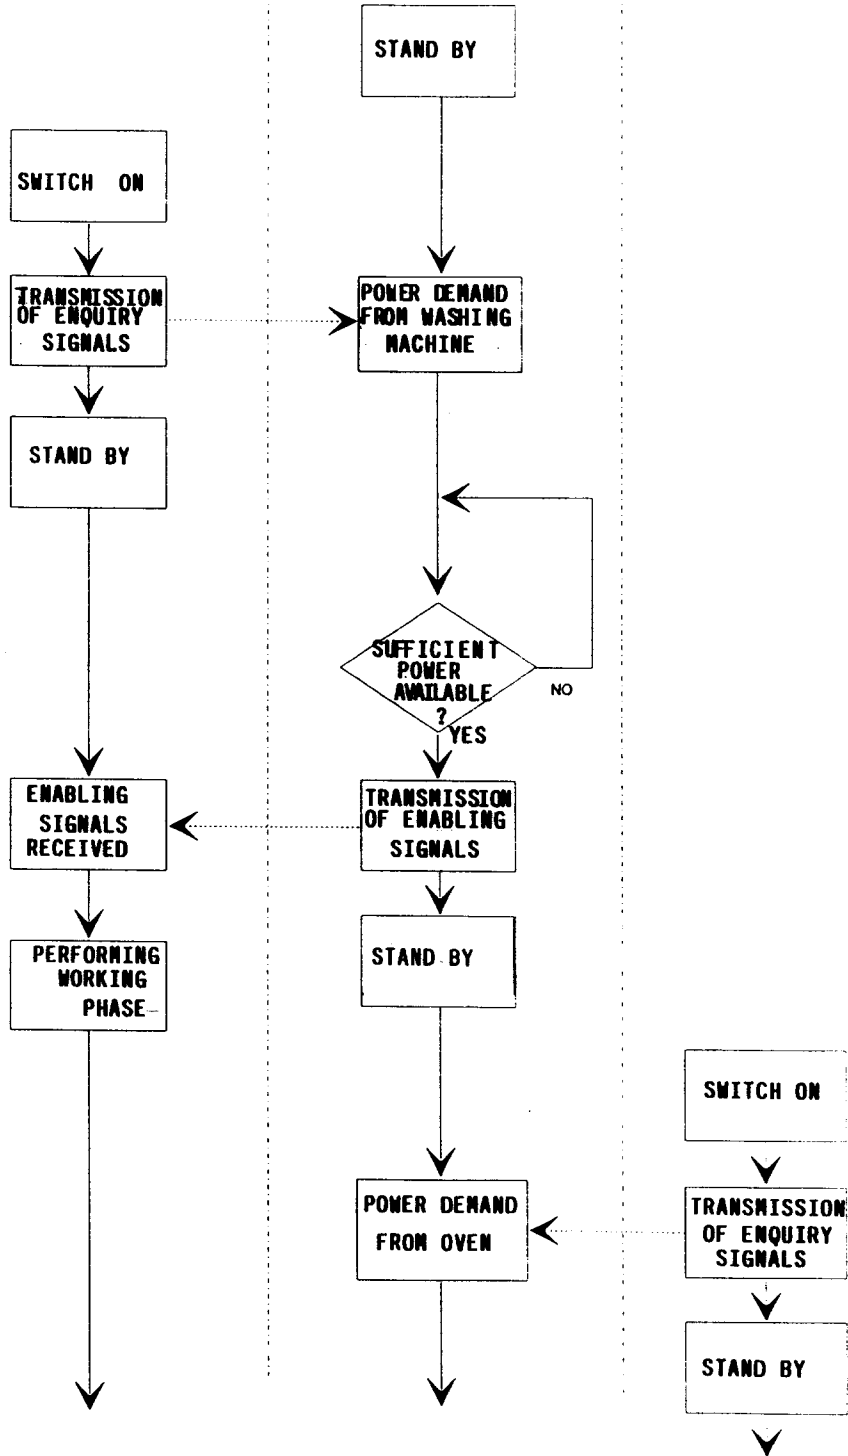 STAND BY
SWITCH ON
TRANSMISSION
OF ENQUIRY
SIGNALS
POWER DEMAND
FROM WASHING
MACHINE
STAND BY
SUFFICIENT
POWER
AVAILABLE
?
NO
YES
ENABLING
SIGNALS
RECEIVED
TRANSMISSION
OF ENABLING
SIGNALS
PERFORMING
WORKING
PHASE
STAND BY
SWITCH ON
POWER DEMAND
FROM OVEN
TRANSMISSION
OF ENQUIRY
SIGNALS
STAND BY